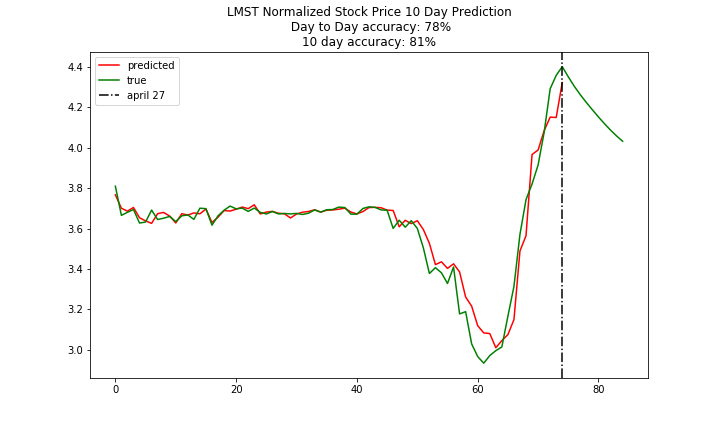 LMST Normalized Stock Price 10 Day Prediction
Day to Day accuracy: 78%
10 day accuracy: 81%
predicted
true
april 27
4.4
4.2
4.0
3.8
3.6
3.4
3.2
3.0
0 20 40 60 80